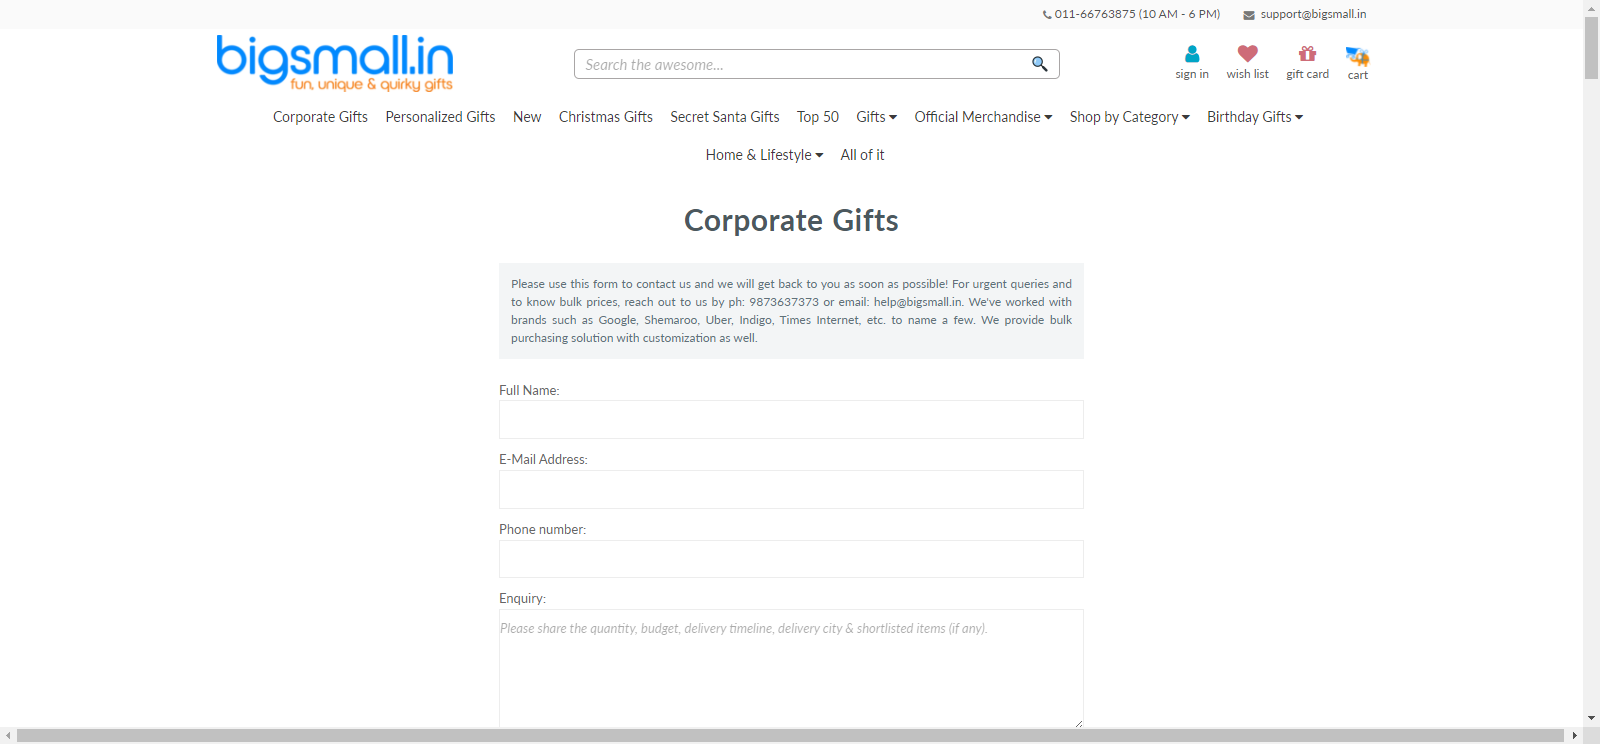 011-66763875 (10 AM - 6 PM) support@bigsmall.in
bigsmall.in
fun, unique & quirky gifts
Search the awesome...
sign in wish list gift card cart
Corporate Gifts Personalized Gifts New Christmas Gifts Secret Santa Gifts Top 50 Gifts Official Merchandise Shop by Category Birthday Gifts
Home & Lifestyle All of it
Corporate Gifts
Please use this form to contact us and we will get back to you as soon as possible! For urgent queries and
to know bulk prices, reach out to us by ph: 9873637373 or email: help@bigsmall.in. We've worked with
brands such as Google, Shemaroo, Uber, Indigo, Times Internet, etc. to name a few. We provide bulk
purchasing solution with customization as well.
Full Name:
E-Mail Address:
Phone number:
Enquiry:
Please share the quantity, budget, delivery timeline, delivery city & shortlisted items (if any).